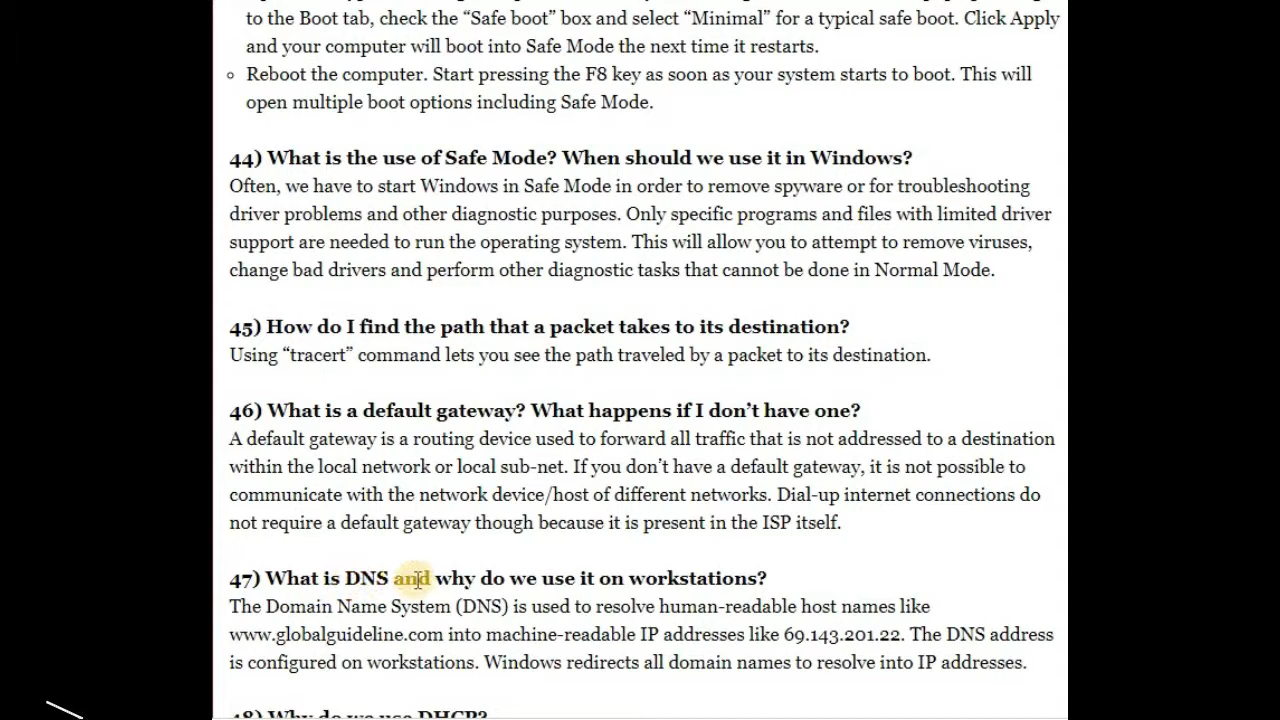 to the Boot tab, check the “Safe boot” box and select “Minimal” for a typical safe boot. Click Apply
and your computer will boot into Safe Mode the next time it restarts.
Reboot the computer. Start pressing the F8 key as soon as your system starts to boot. This will
open multiple boot options including Safe Mode.
44) What is the use of Safe Mode? When should we use it in Windows?
Often, we have to start Windows in Safe Mode in order to remove spyware or for troubleshooting
driver problems and other diagnostic purposes. Only specific programs and files with limited driver
support are needed to run the operating system. This will allow you to attempt to remove viruses,
change bad drivers and perform other diagnostic tasks that cannot be done in Normal Mode.
45) How do I find the path that a packet takes to its destination?
Using “tracert” command lets you see the path traveled by a packet to its destination.
46) What is a default gateway? What happens if I don’t have one?
A default gateway is a routing device used to forward all traffic that is not addressed to a destination
within the local network or local sub-net. If you don’t have a default gateway, it is not possible to
communicate with the network device/host of different networks. Dial-up internet connections do
not require a default gateway though because it is present in the ISP itself.
47) What is DNS and why do we use it on workstations?
The Domain Name System (DNS) is used to resolve human-readable host names like
www.globalguideline.com into machine-readable IP addresses like 69.143.201.22. The DNS address
is configured on workstations. Windows redirects all domain names to resolve into IP addresses.
48) Why do we use DHCP?